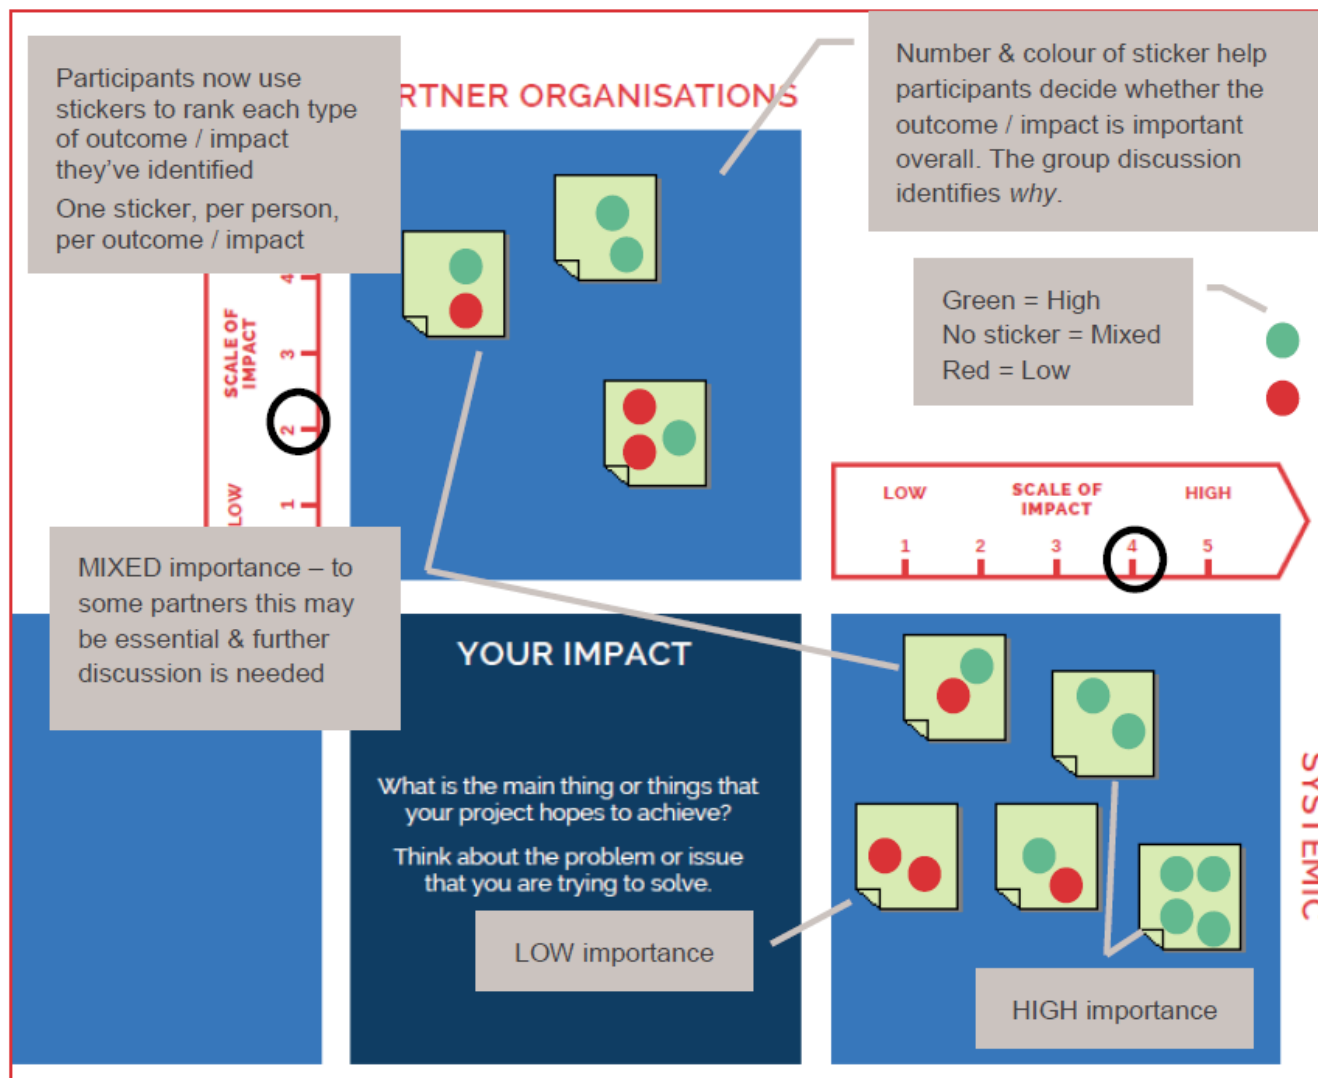 Participants now use
stickers to rank each type
of outcome / impact
they've identified
One sticker, per person,
per outcome / impact
RTNER ORGANISATIONS
Number & colour of sticker help
participants decide whether the
outcome / impact is important
overall. The group discussion
identifies why.
Green = High
No sticker = Mixed
Red = Low
4
3
2
1
SCALE OF
IMPACT
LOW
LOW
SCALE OF
IMPACT
HIGH
1 2 3 4 5
MIXED importance – to
some partners this may
be essential & further
discussion is needed
YOUR IMPACT
What is the main thing or things that
your project hopes to achieve?
Think about the problem or issue
that you are trying to solve.
LOW importance
HIGH importance
SYSTEMIC